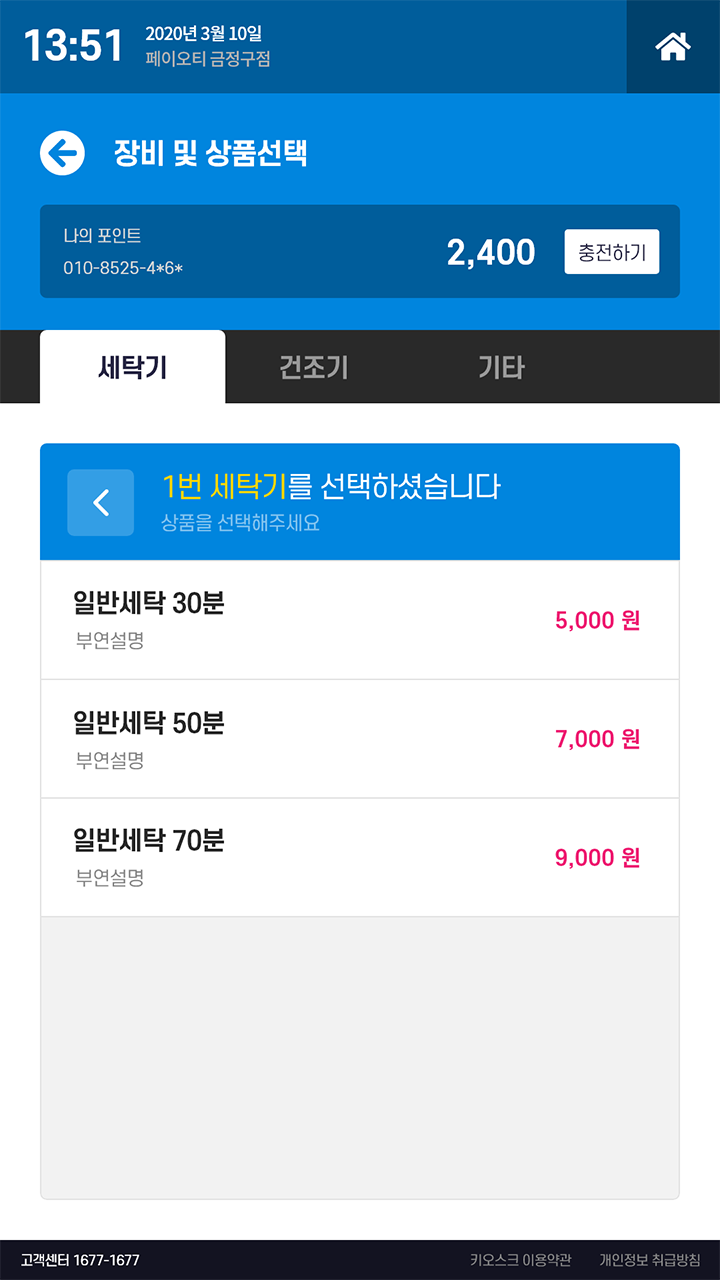 13:51
2020년 3월 10일
페이오티 금정구점
장비 및 상품선택
나의 포인트
010-8525-4*6*
2,400
충전하기
세탁기
건조기
기타
1번 세탁기를 선택하셨습니다
상품을 선택해주세요
일반세탁 30분
부연설명
5,000 원
일반세탁 50분
부연설명
7,000 원
일반세탁 70분
부연설명
9,000 원
고객센터 1677-1677
키오스크 이용약관
개인정보 취급방침